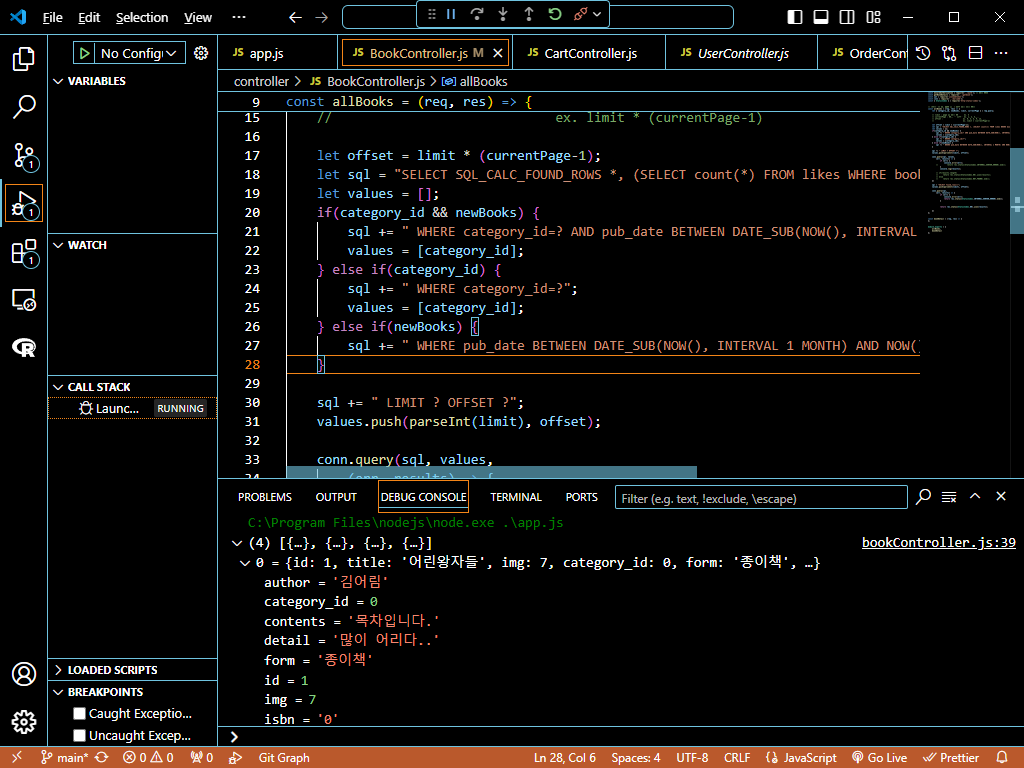 File Edit Selection View ···
No Configu
JS app.js
JS BookController.js M
JS CartController.js
JS UserController.js
JS OrderCont
VARIABLES
controller > JS BookController.js > allBooks
9 const allBooks = (req, res) => {
15 // ex. limit * (currentPage-1)
16
17 let offset = limit * (currentPage-1);
18 let sql = "SELECT SQL_CALC_FOUND_ROWS *, (SELECT count(*) FROM likes WHERE boo
19 let values = [];
20 if(category_id && newBooks) {
21 sql += " WHERE category_id=? AND pub_date BETWEEN DATE_SUB(NOW(), INTERVAL
22 values = [category_id];
23 } else if(category_id) {
24 sql += " WHERE category_id=?";
25 values = [category_id];
26 } else if(newBooks) {
27 sql += " WHERE pub_date BETWEEN DATE_SUB(NOW(), INTERVAL 1 MONTH) AND NOW(
28 }
29
30 sql += " LIMIT ? OFFSET ?";
31 values.push(parseInt(limit), offset);
32
33 conn.query(sql, values,
34 (err, results) => {
WATCH
CALL STACK
Launc... RUNNING
LOADED SCRIPTS
BREAKPOINTS
Caught Exceptio...
Uncaught Excep...
1
1
1
PROBLEMS OUTPUT DEBUG CONSOLE TERMINAL PORTS Filter (e.g. text, !exclude, \escape)
C:\Program Files\nodejs\node.exe .\app.js
(4) [{…}, {…}, {…}, {…}] bookController.js:39
0 = {id: 1, title: '어린왕자들', img: 7, category_id: 0, form: '종이책', …}
author = '김어림'
category_id = 0
contents = '목차입니다.'
detail = '많이 어리다..'
form = '종이책'
id = 1
img = 7
isbn = '0'
main* 0 0 0 Git Graph Ln 28, Col 6 Spaces: 4 UTF-8 CRLF JavaScript Go Live Prettier